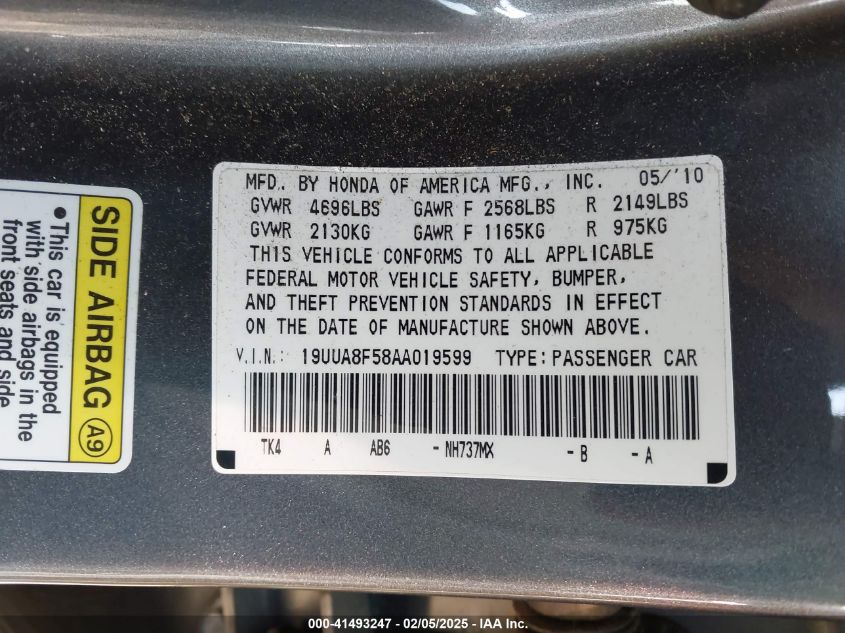 MFD. BY HONDA OF AMERICA MFG., INC. 05/'10
GVWR 4696LBS GAWR F 2568LBS R 2149LBS
GVWR 2130KG GAWR F 1165KG R 975KG
THIS VEHICLE CONFORMS TO ALL APPLICABLE
FEDERAL MOTOR VEHICLE SAFETY, BUMPER,
AND THEFT PREVENTION STANDARDS IN EFFECT
ON THE DATE OF MANUFACTURE SHOWN ABOVE.
V.I.N.: 19UUA8F58AA019599 TYPE: PASSENGER CAR
TK4 A AB6 -NH737MX -B -A
SIDE AIRBAG A9
•This car is equipped
with side airbags in the
front seats and side
000-41493247 - 02/05/2025 - IAA Inc.